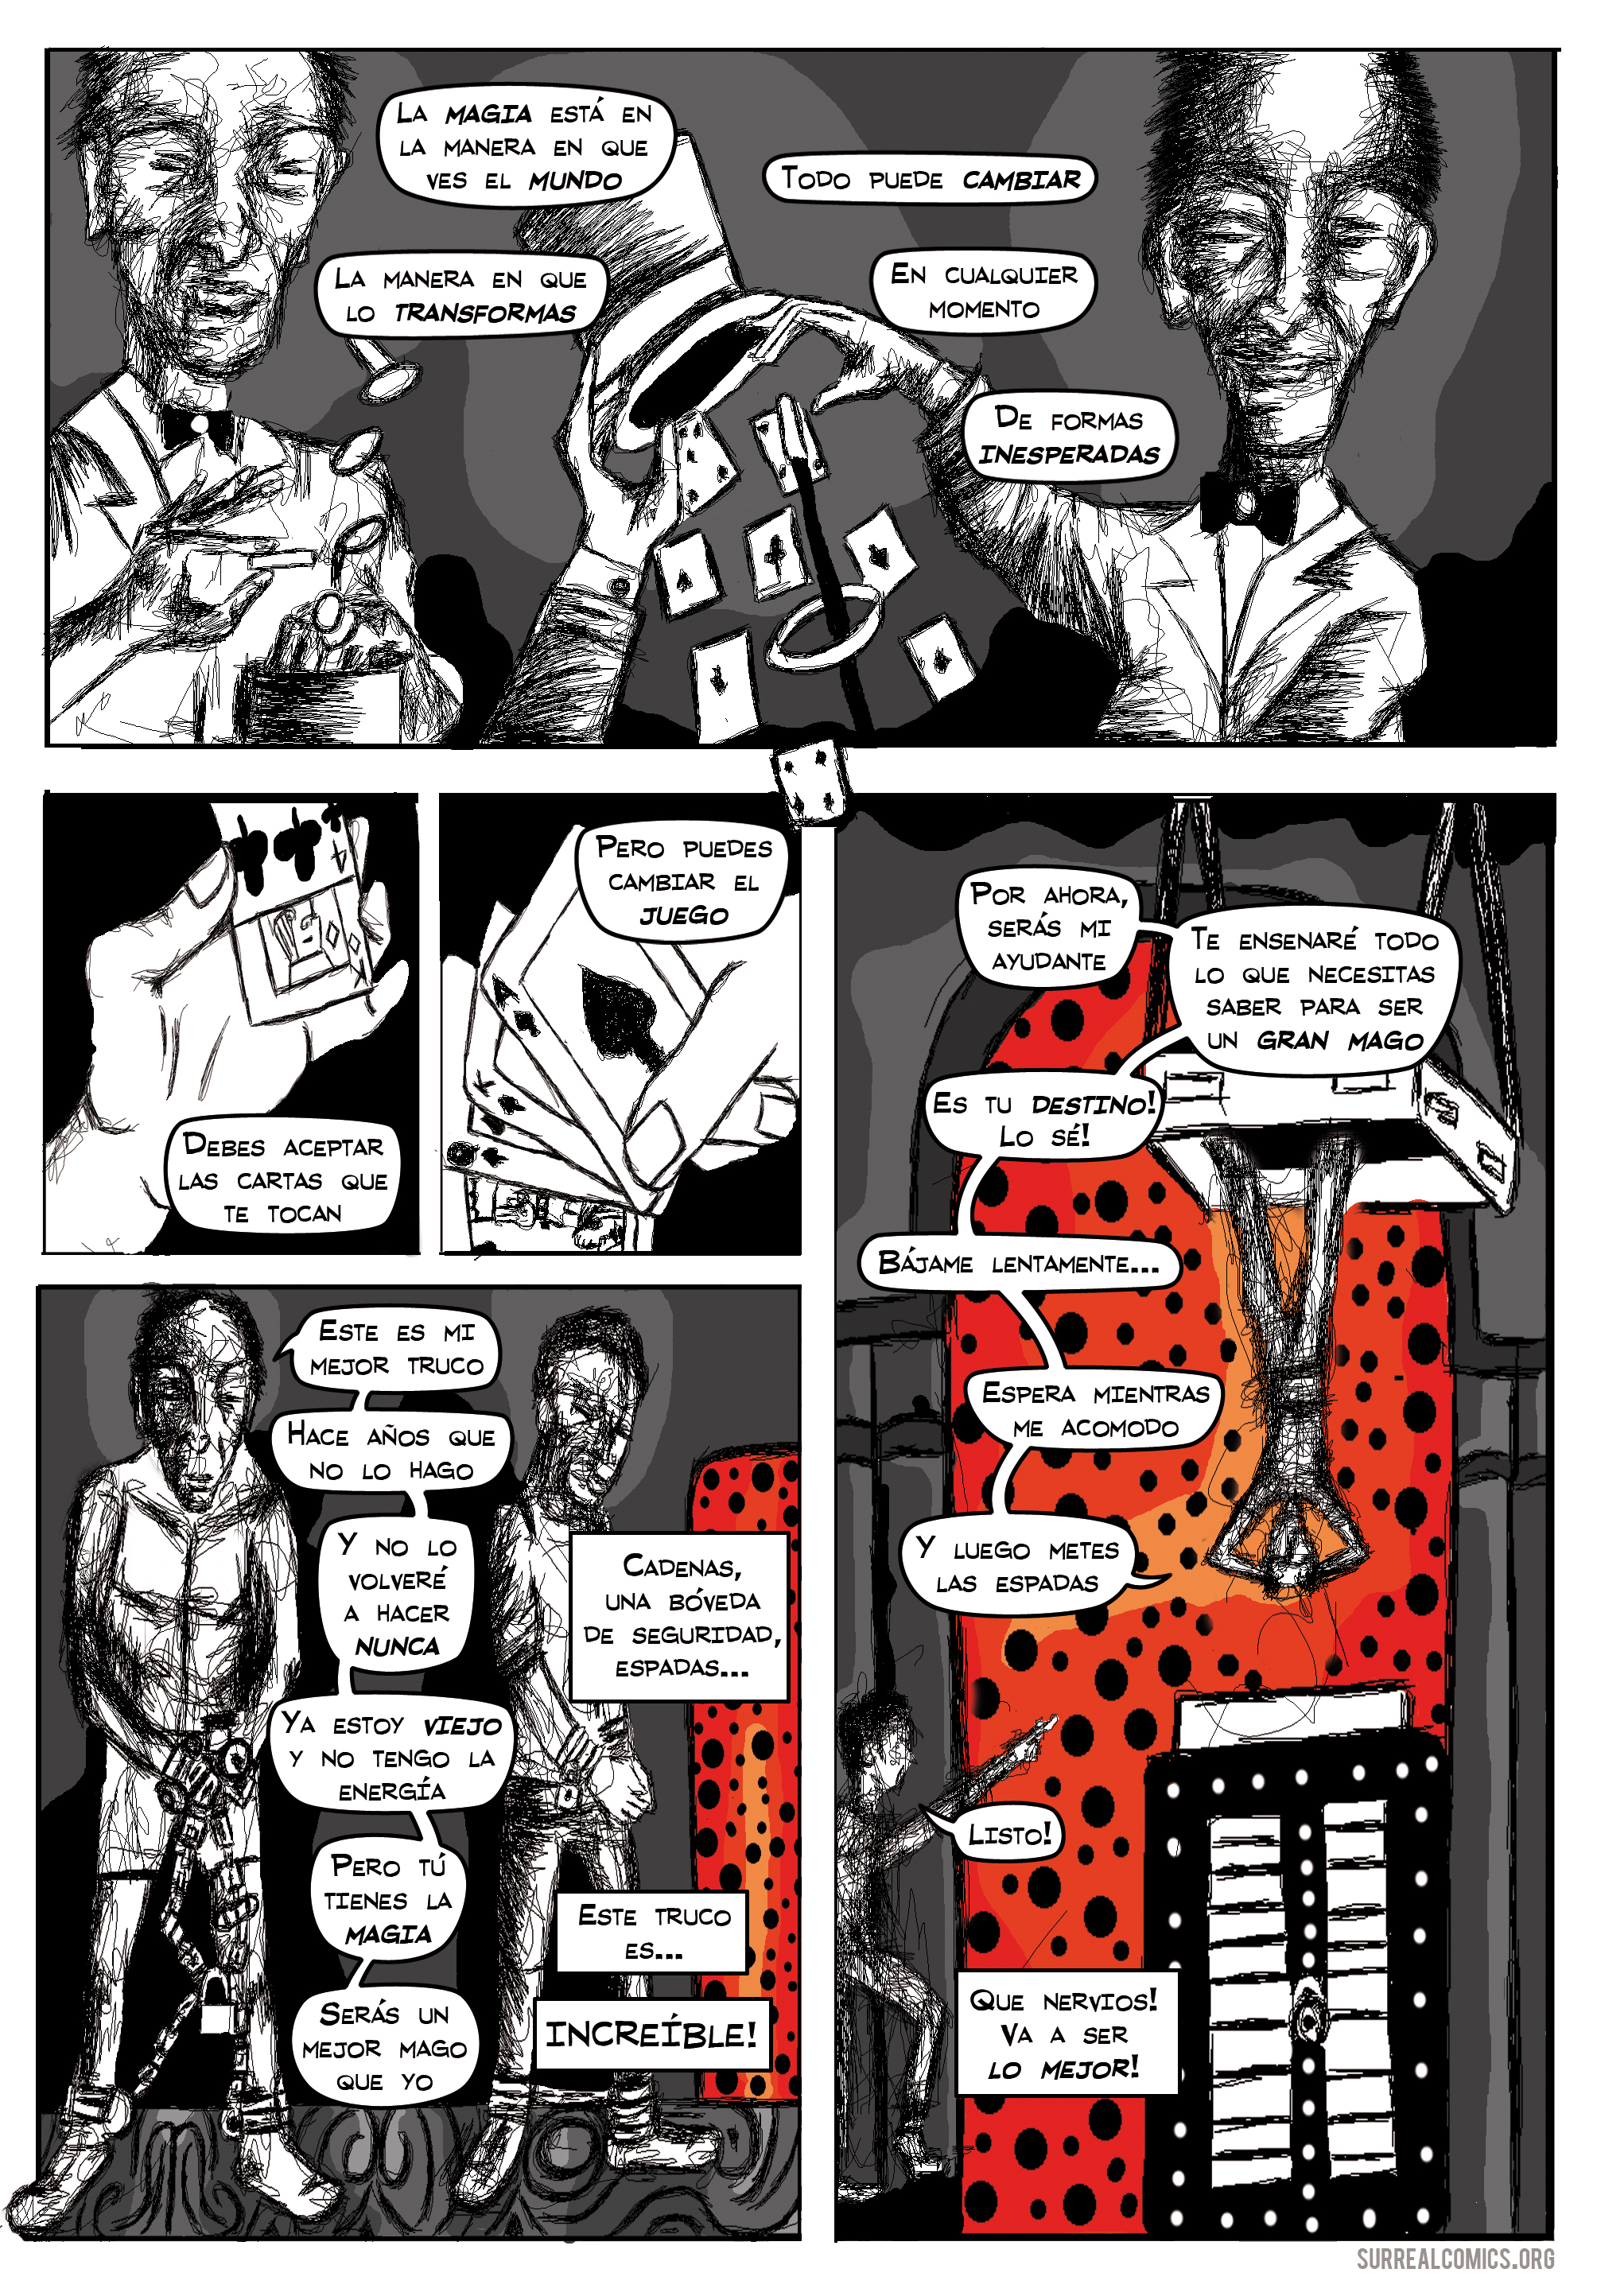 La MAGIA está en
la manera en que
ves el MUNDO
La manera en que
lo TRANSFORMAS
Todo puede CAMBIAR
En cualquier
momento
De formas
INESPERADAS
Debes aceptar
las cartas que
te tocan
4
Pero puedes
cambiar el
JUEGO
A
K
Q
Este es mi
mejor truco
Hace años que
no lo hago
Y no lo
volveré
a hacer
NUNCA
Ya estoy VIEJO
y no tengo la
energía
Pero tú
tienes la
MAGIA
Serás un
mejor mago
que yo
Cadenas,
una bóveda
de seguridad,
espadas...
Este truco
es...
INCREÍBLE!
Por ahora,
serás mi
ayudante
Te ensenaré todo
lo que necesitas
saber para ser
un GRAN MAGO
Es tu DESTINO!
Lo sé!
Bájame lentamente...
Espera mientras
me acomodo
Y luego metes
las espadas
Listo!
Que nervios!
Va a ser
LO MEJOR!
SURREALCOMICS.ORG